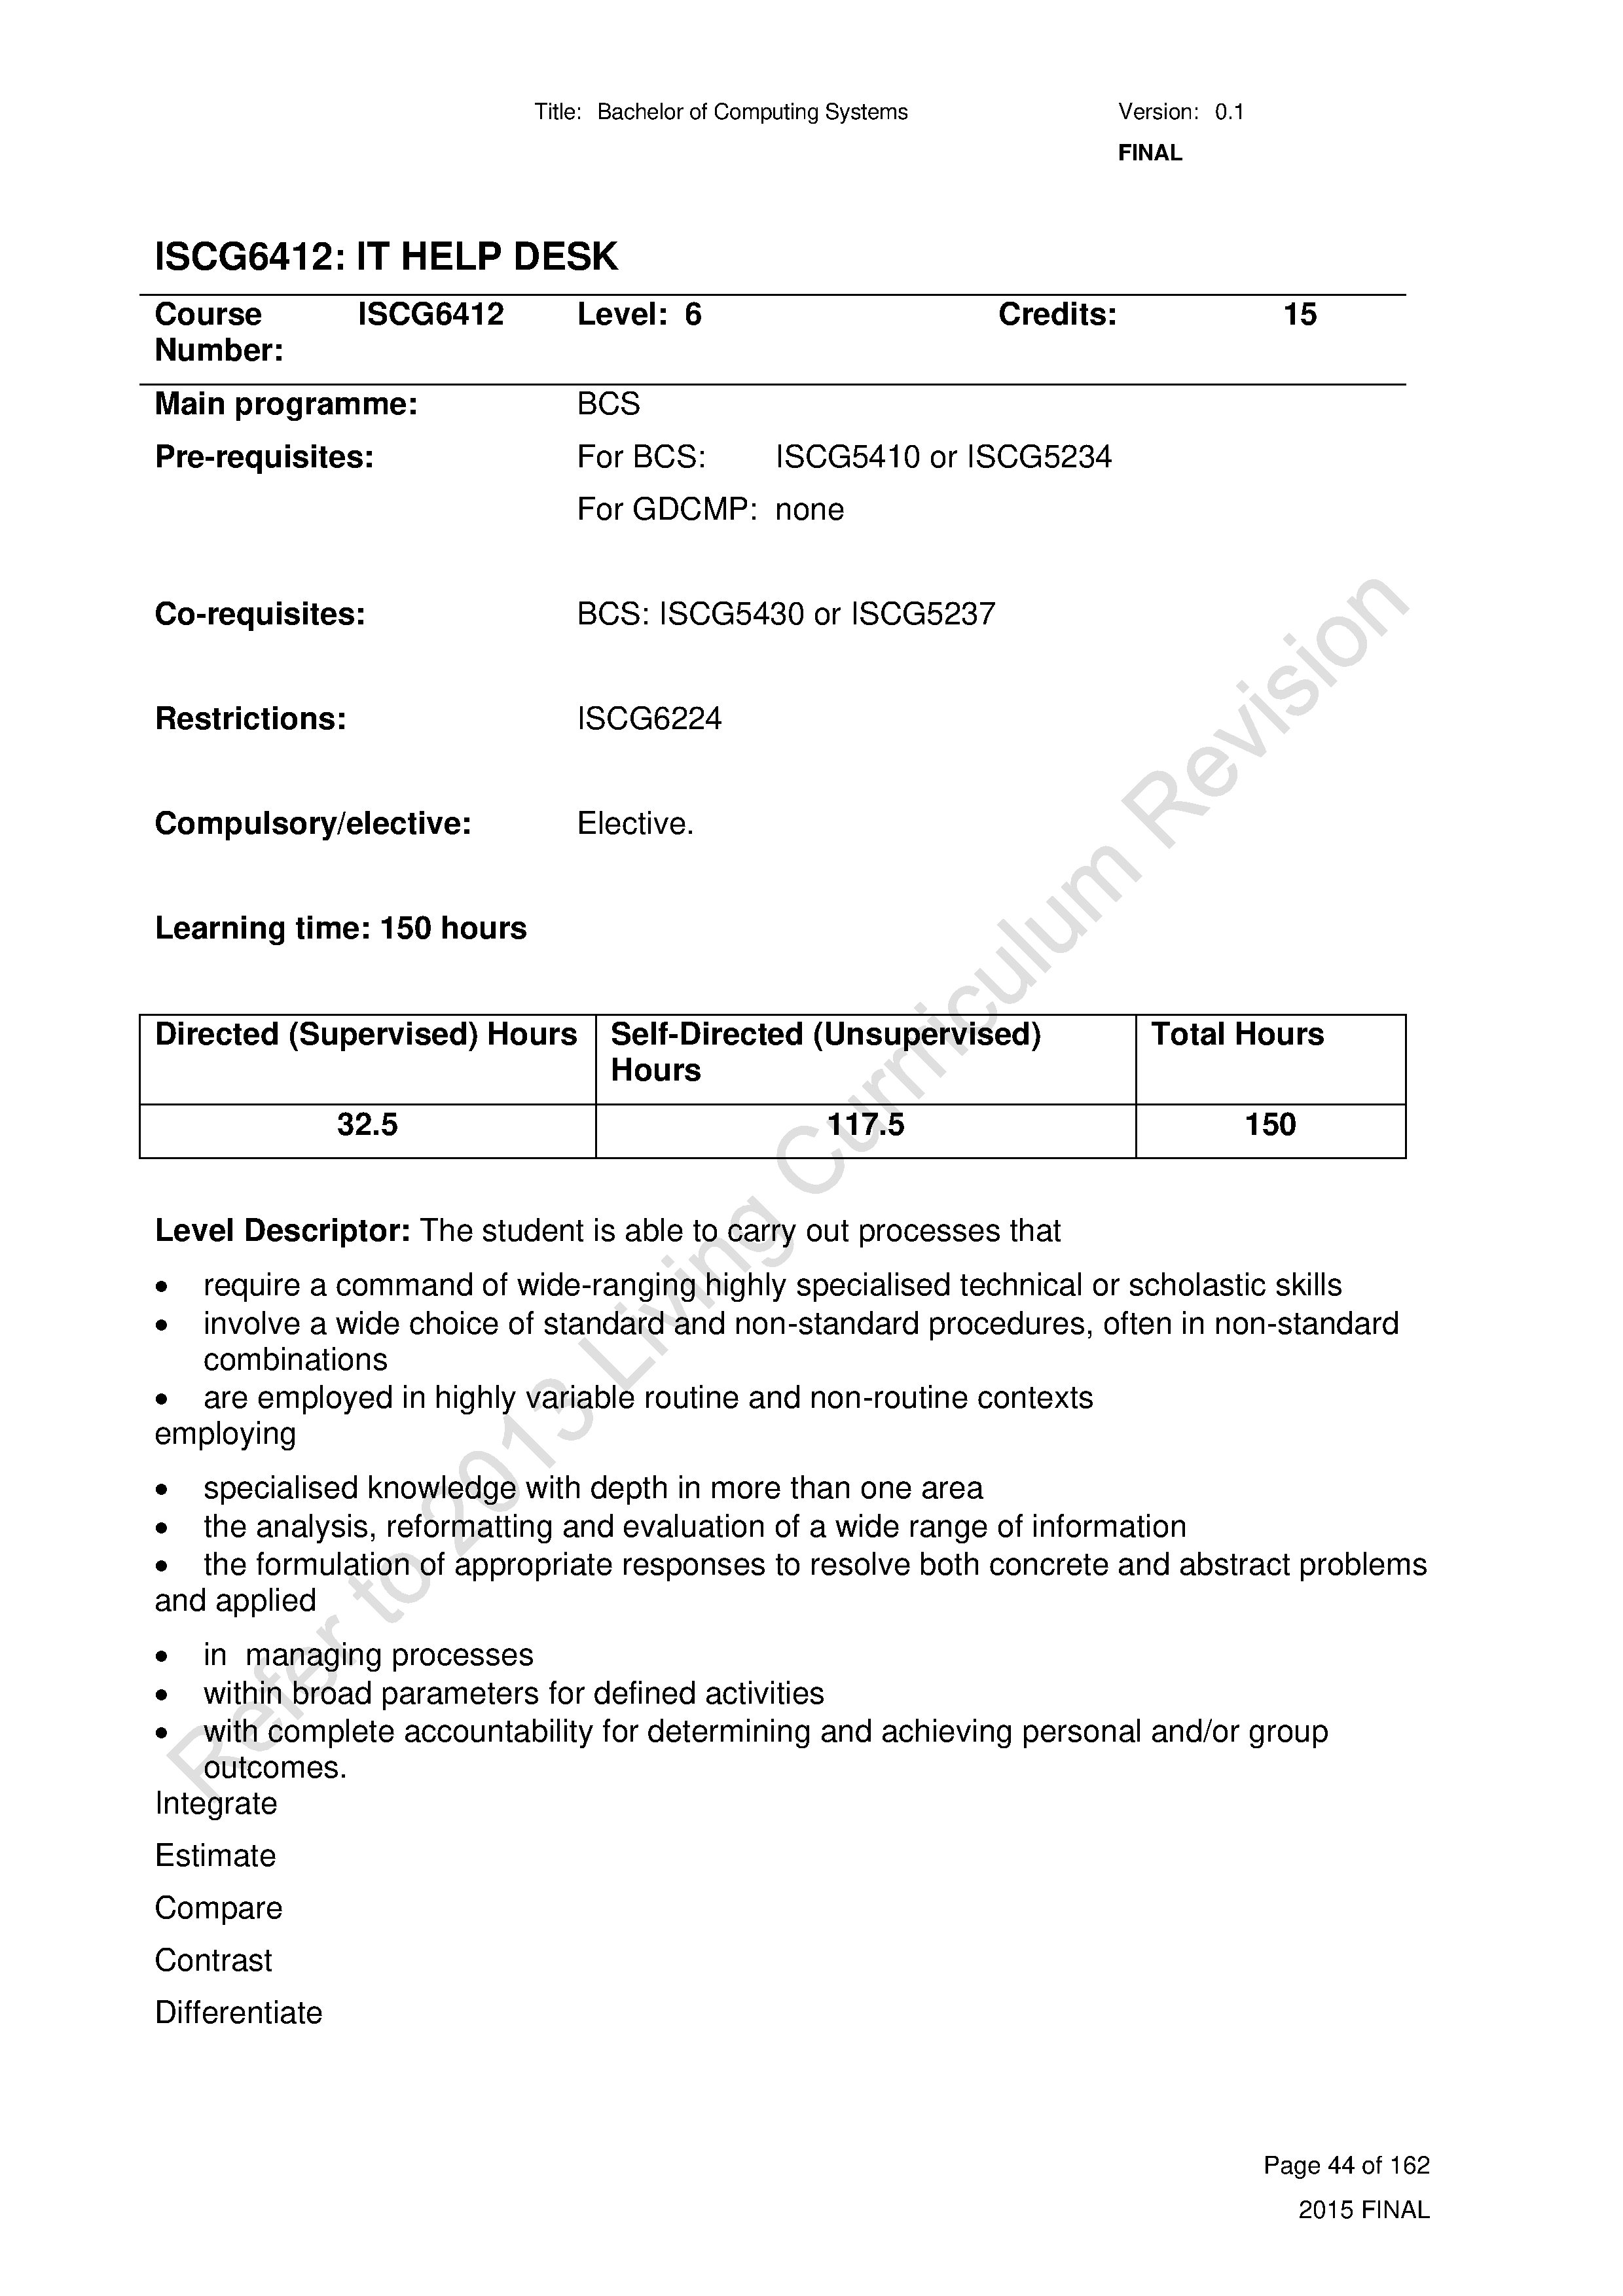 Title: Bachelor of Computing Systems Version: 0.1
FINAL
ISCG6412: IT HELP DESK
Course ISCG6412 Level: 6 Credits: 15
Number:
Main programme: BCS
Pre-requisites: For BCS: ISCG5410 or ISCG5234
For GDCMP: none
Co-requisites: BCS: ISCG5430 or ISCG5237
Restrictions: ISCG6224
Compulsory/elective: Elective.
Learning time: 150 hours
Directed (Supervised) Hours Self-Directed (Unsupervised) Total Hours
Hours
32.5 117.5 150
Level Descriptor: The student is able to carry out processes that
• require a command of wide-ranging highly specialised technical or scholastic skills
• involve a wide choice of standard and non-standard procedures, often in non-standard
combinations
• are employed in highly variable routine and non-routine contexts
employing
• specialised knowledge with depth in more than one area
• the analysis, reformatting and evaluation of a wide range of information
• the formulation of appropriate responses to resolve both concrete and abstract problems
and applied
• in managing processes
• within broad parameters for defined activities
• with complete accountability for determining and achieving personal and/or group
outcomes.
Integrate
Estimate
Compare
Contrast
Differentiate
Refer to 2013 Living Curriculum Revision
Page 44 of 162
2015 FINAL